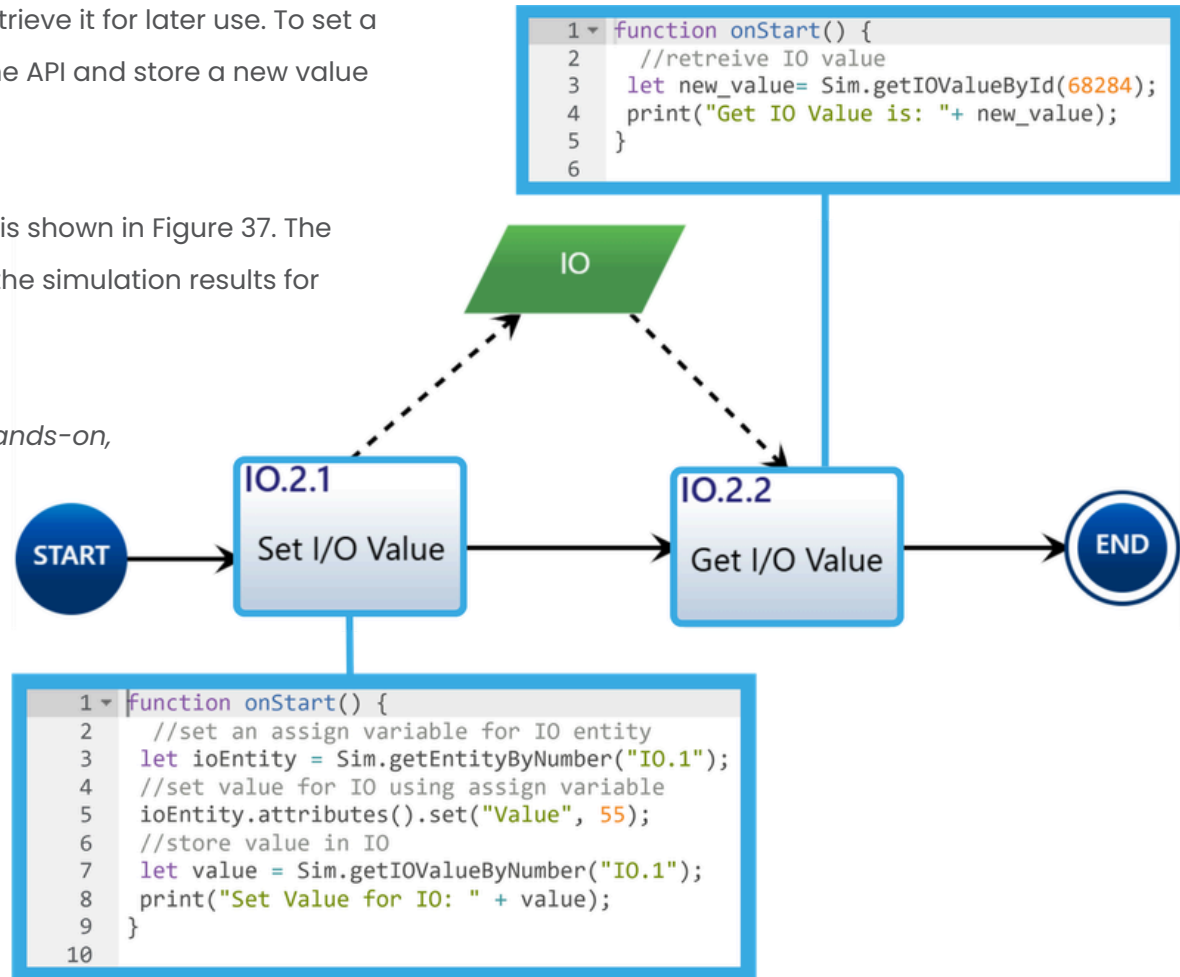 trieve it for later use. To set a
ne API and store a new value
is shown in Figure 37. The
the simulation results for
ands-on,
1 function onStart() {
2 //retreive IO value
3 let new_value= Sim.getIOValueById(68284);
4 print("Get IO Value is: "+ new_value);
5 }
6
IO
START
IO.2.1
Set I/O Value
IO.2.2
Get I/O Value
END
1 function onStart() {
2 //set an assign variable for IO entity
3 let ioEntity = Sim.getEntityByNumber("IO.1");
4 //set value for IO using assign variable
5 ioEntity.attributes().set("Value", 55);
6 //store value in IO
7 let value = Sim.getIOValueByNumber("IO.1");
8 print("Set Value for IO: " + value);
9 }
10